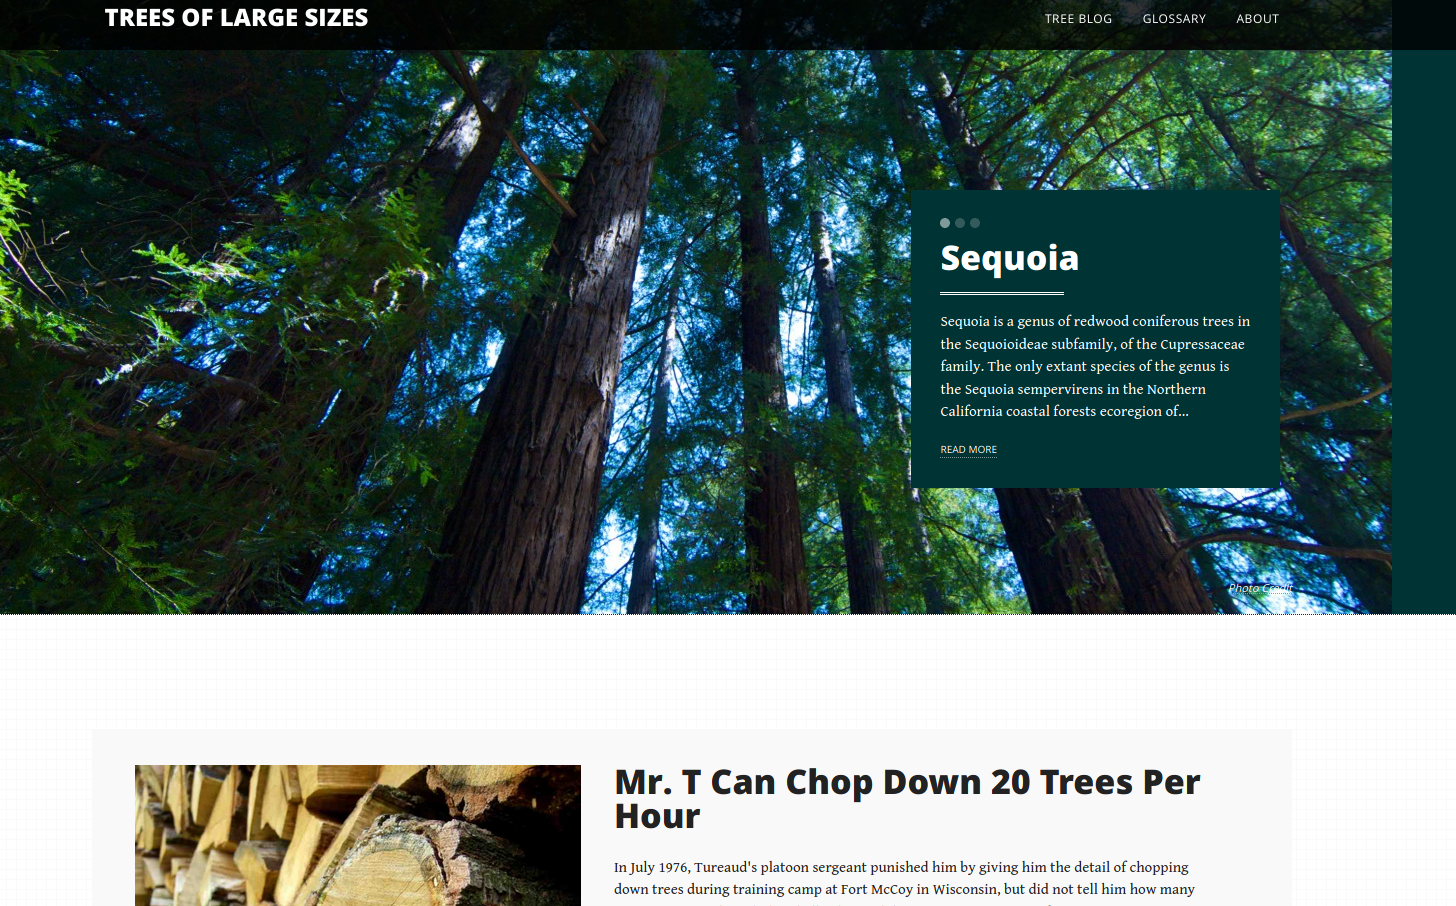 TREES OF LARGE SIZES
TREE BLOG
GLOSSARY
ABOUT
Sequoia
Sequoia is a genus of redwood coniferous trees in
the Sequoioideae subfamily, of the Cupressaceae
family. The only extant species of the genus is
the Sequoia sempervirens in the Northern
California coastal forests ecoregion of...
READ MORE
Photo Credit
Mr. T Can Chop Down 20 Trees Per
Hour
In July 1976, Tureaud's platoon sergeant punished him by giving him the detail of chopping
down trees during training camp at Fort McCoy in Wisconsin, but did not tell him how many